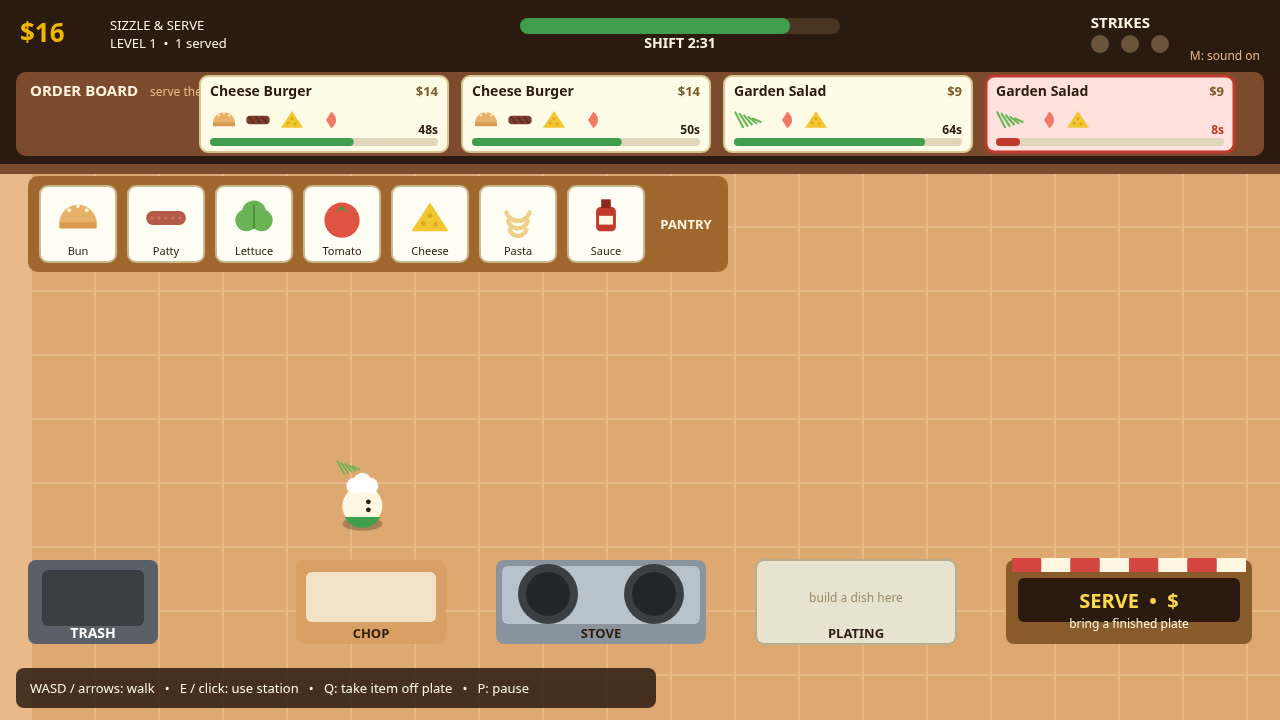 $16
SIZZLE & SERVE
LEVEL 1 • 1 served
SHIFT 2:31
STRIKES
M: sound on
ORDER BOARD serve the
Cheese Burger $14
48s
Cheese Burger $14
50s
Garden Salad $9
64s
Garden Salad $9
8s
Bun
Patty
Lettuce
Tomato
Cheese
Pasta
Sauce
PANTRY
TRASH
CHOP
STOVE
build a dish here
PLATING
SERVE • $
bring a finished plate
WASD / arrows: walk • E / click: use station • Q: take item off plate • P: pause